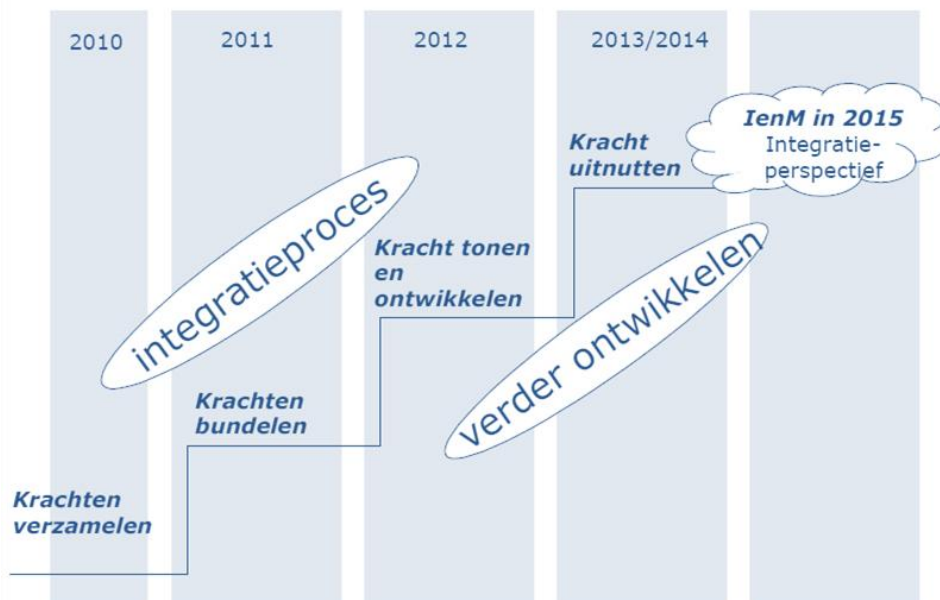 2010
2011
2012
2013/2014
IenM in 2015
Integratie-
perspectief
Kracht
uitnutten
integratieproces
Kracht tonen
en
ontwikkelen
verder ontwikkelen
Krachten
bundelen
Krachten
verzamelen